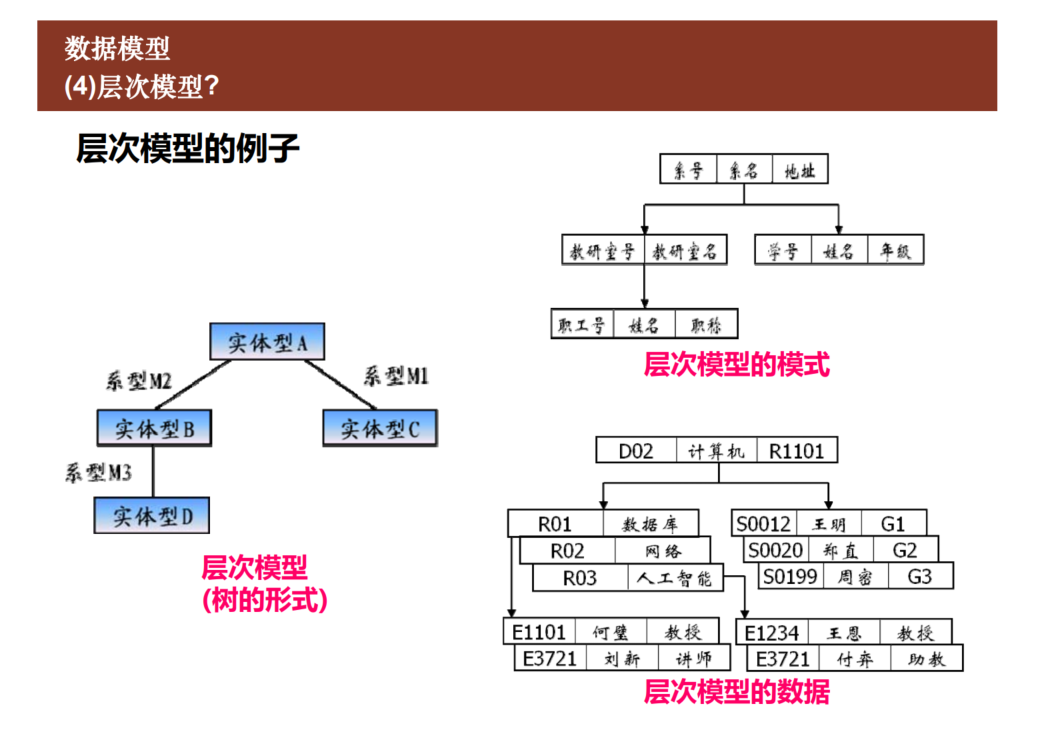 数据模型
(4)层次模型?
层次模型的例子
实体型A
系型M2
系型M1
实体型B
实体型C
系型M3
实体型D
层次模型
(树的形式)
系号 系名 地址
教研室号 教研室名
学号 姓名 年级
职工号 姓名 职称
层次模型的模式
D02 计算机 R1101
R01 数据库
R02 网络
R03 人工智能
S0012 王明 G1
S0020 郑直 G2
S0199 周密 G3
E1101 何璧 教授
E3721 刘新 讲师
E1234 王恩 教授
E3721 付弈 助教
层次模型的数据